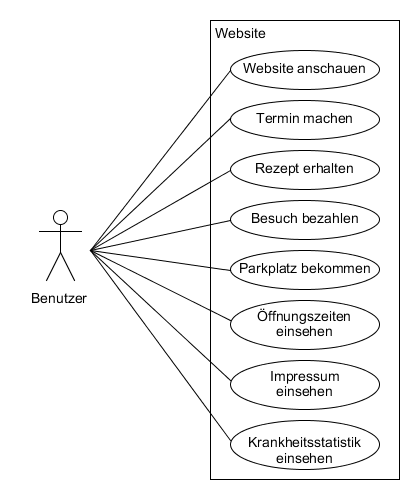 Website
Website anschauen
Termin machen
Rezept erhalten
Besuch bezahlen
Parkplatz bekommen
Öffnungszeiten
einsehen
Impressum
einsehen
Krankheitsstatistik
einsehen
Benutzer